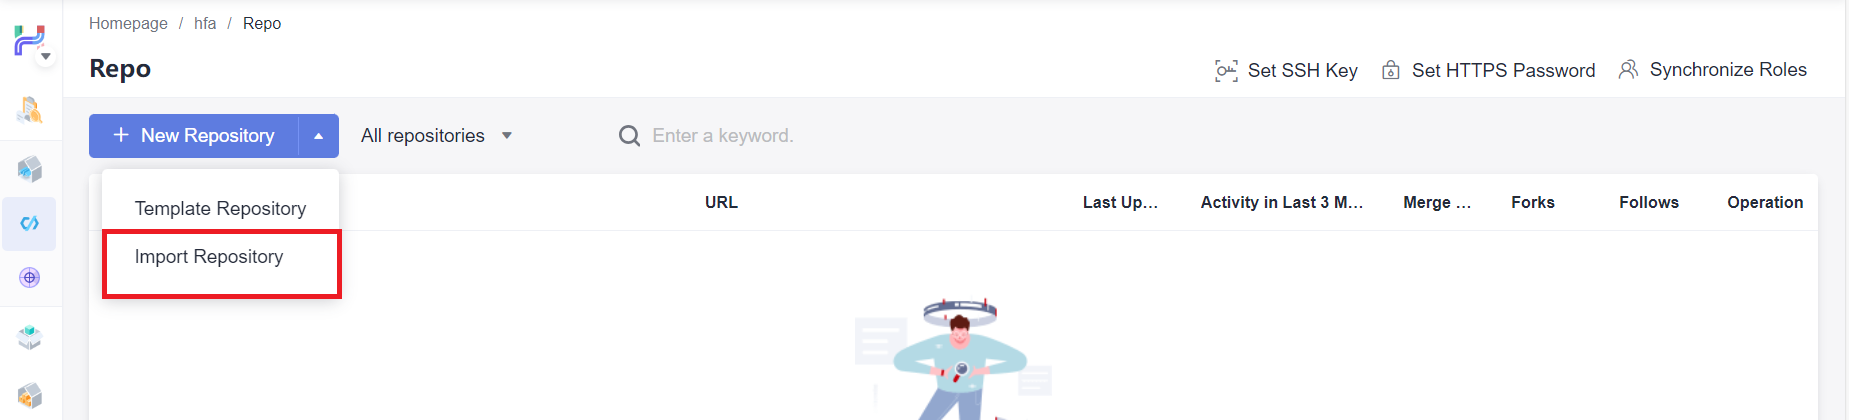 Homepage / hfa / Repo
Repo
Set SSH Key
Set HTTPS Password
Synchronize Roles
+ New Repository
All repositories
Enter a keyword.
Template Repository
Import Repository
URL
Last Up...
Activity in Last 3 M...
Merge ...
Forks
Follows
Operation